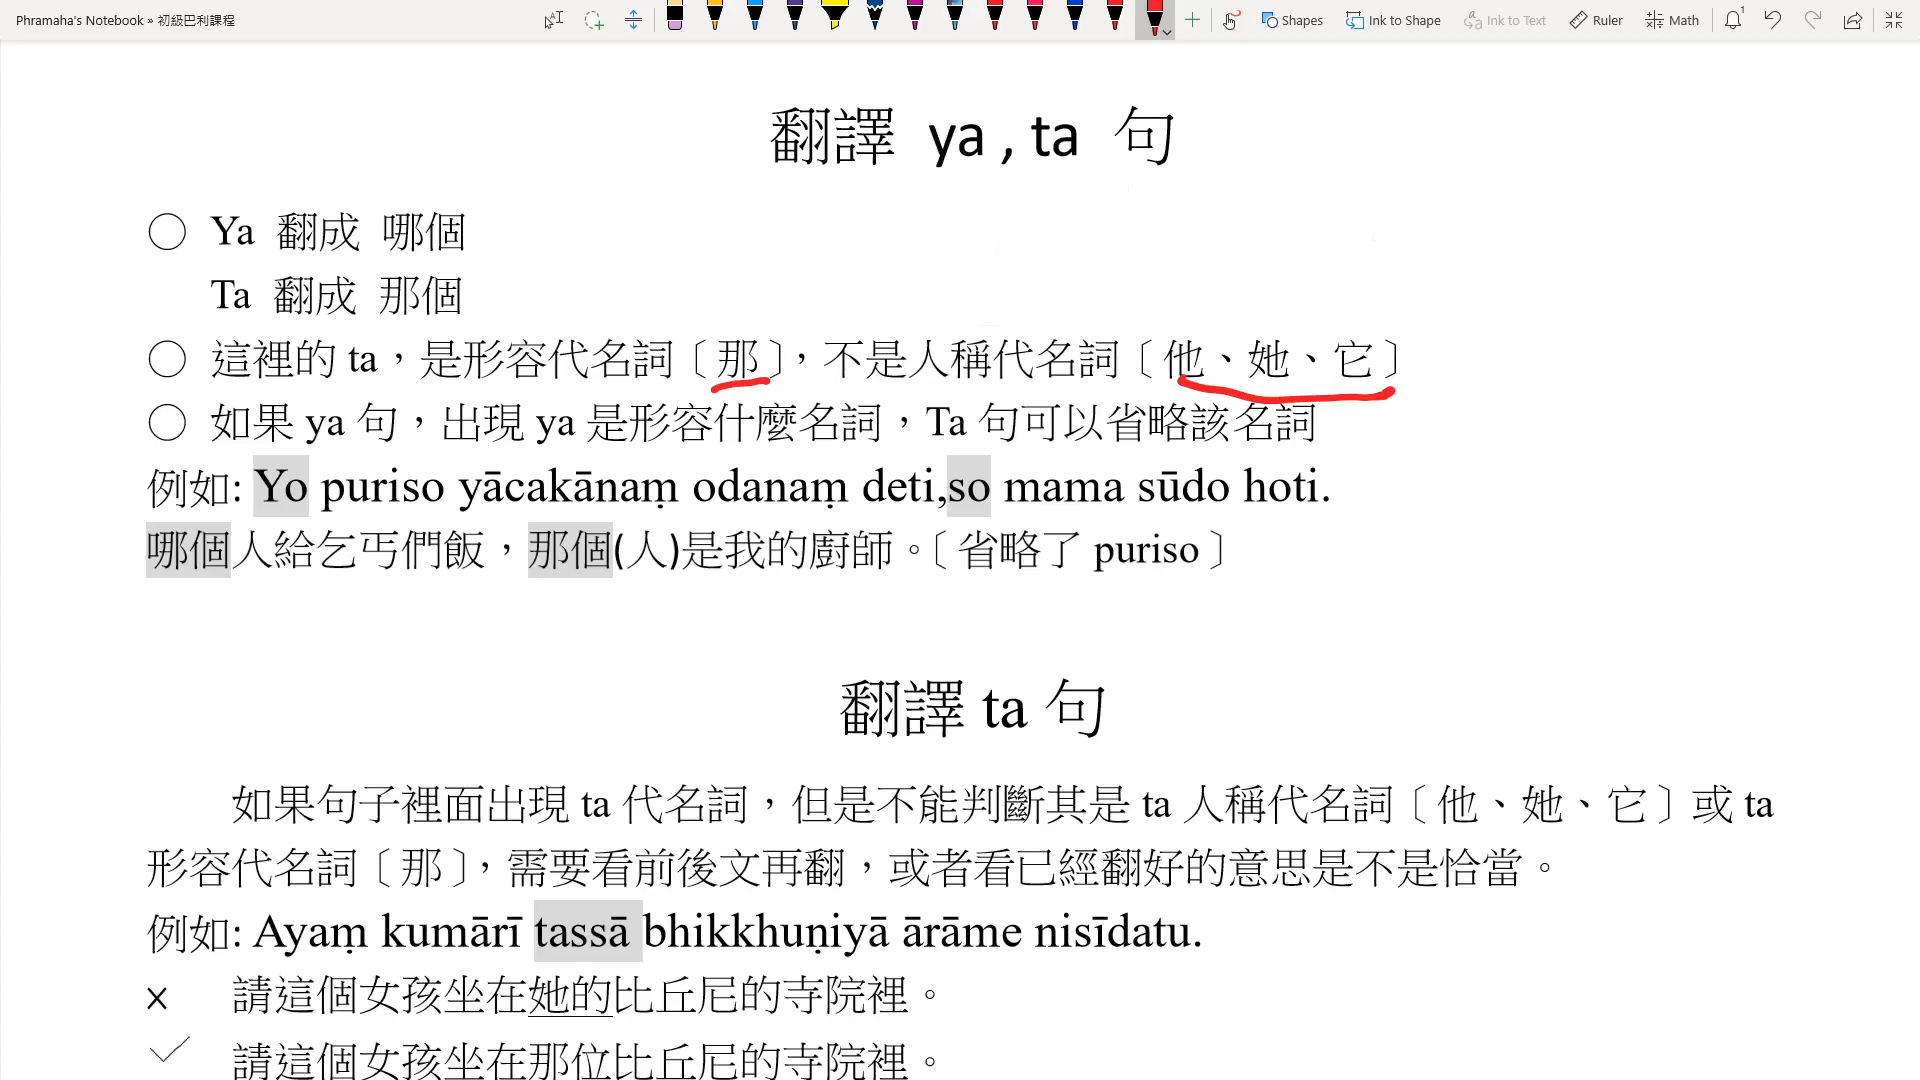 Phramaha's Notebook » 初級巴利課程
Shapes Ink to Shape Ink to Text Ruler Math 1
翻譯 ya , ta 句
◯ Ya 翻成 哪個
Ta 翻成 那個
◯ 這裡的 ta，是形容代名詞〔那〕，不是人稱代名詞〔他、她、它〕
◯ 如果 ya 句，出現 ya 是形容什麼名詞，Ta 句可以省略該名詞
例如: Yo puriso yācakānaṃ odanaṃ deti,so mama sūdo hoti.
哪個人給乞丐們飯，那個(人)是我的廚師。〔省略了 puriso〕
翻譯 ta 句
如果句子裡面出現 ta 代名詞，但是不能判斷其是 ta 人稱代名詞〔他、她、它〕或 ta
形容代名詞〔那〕，需要看前後文再翻，或者看已經翻好的意思是不是恰當。
例如: Ayaṃ kumārī tassā bhikkhuṇiyā ārāme nisīdatu.
× 請這個女孩坐在她的比丘尼的寺院裡。
✓ 請這個女孩坐在那位比丘尼的寺院裡。